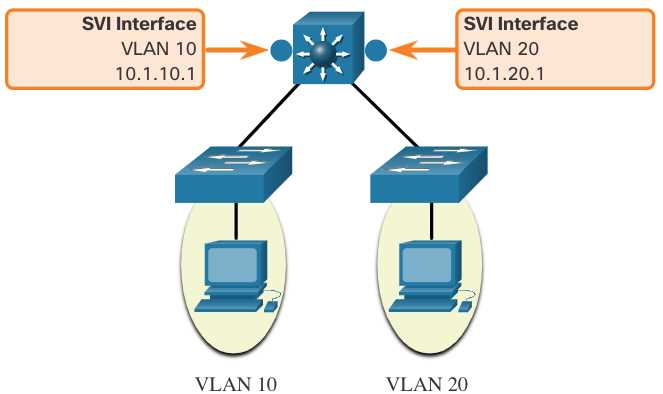 SVI Interface
VLAN 10
10.1.10.1
SVI Interface
VLAN 20
10.1.20.1
VLAN 10
VLAN 20